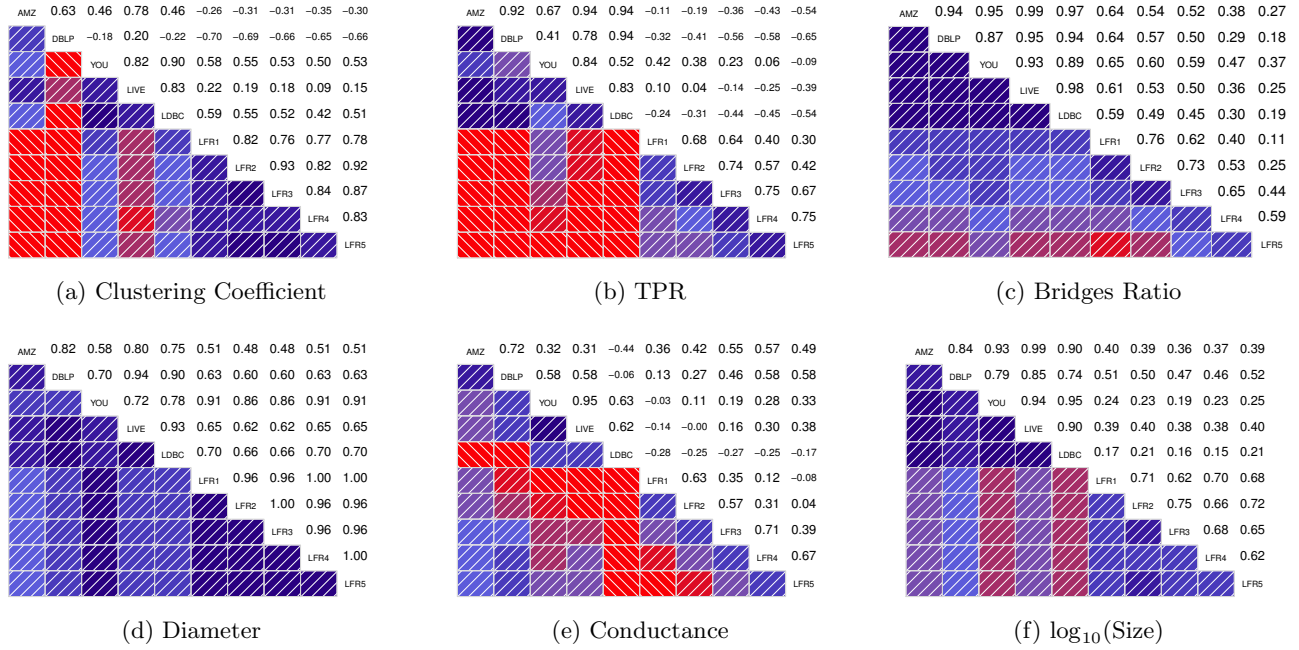 AMZ 0.63 0.46 0.78 0.46 −0.26 −0.31 −0.31 −0.35 −0.30
DBLP −0.18 0.20 −0.22 −0.70 −0.69 −0.66 −0.65 −0.66
YOU 0.82 0.90 0.58 0.55 0.53 0.50 0.53
LIVE 0.83 0.22 0.19 0.18 0.09 0.15
LDBC 0.59 0.55 0.52 0.42 0.51
LFR1 0.82 0.76 0.77 0.78
LFR2 0.93 0.82 0.92
LFR3 0.84 0.87
LFR4 0.83
LFR5
(a) Clustering Coefficient
AMZ 0.92 0.67 0.94 0.94 −0.11 −0.19 −0.36 −0.43 −0.54
DBLP 0.41 0.78 0.94 −0.32 −0.41 −0.56 −0.58 −0.65
YOU 0.84 0.52 0.42 0.38 0.23 0.06 −0.09
LIVE 0.83 0.10 0.04 −0.14 −0.25 −0.39
LDBC −0.24 −0.31 −0.44 −0.45 −0.54
LFR1 0.68 0.64 0.40 0.30
LFR2 0.74 0.57 0.42
LFR3 0.75 0.67
LFR4 0.75
LFR5
(b) TPR
AMZ 0.94 0.95 0.99 0.97 0.64 0.54 0.52 0.38 0.27
DBLP 0.87 0.95 0.94 0.64 0.57 0.50 0.29 0.18
YOU 0.93 0.89 0.65 0.60 0.59 0.47 0.37
LIVE 0.98 0.61 0.53 0.50 0.36 0.25
LDBC 0.59 0.49 0.45 0.30 0.19
LFR1 0.76 0.62 0.40 0.11
LFR2 0.73 0.53 0.25
LFR3 0.65 0.44
LFR4 0.59
LFR5
(c) Bridges Ratio
AMZ 0.82 0.58 0.80 0.75 0.51 0.48 0.48 0.51 0.51
DBLP 0.70 0.94 0.90 0.63 0.60 0.60 0.63 0.63
YOU 0.72 0.78 0.91 0.86 0.86 0.91 0.91
LIVE 0.93 0.65 0.62 0.62 0.65 0.65
LDBC 0.70 0.66 0.66 0.70 0.70
LFR1 0.96 0.96 1.00 1.00
LFR2 1.00 0.96 0.96
LFR3 0.96 0.96
LFR4 1.00
LFR5
(d) Diameter
AMZ 0.72 0.32 0.31 −0.44 0.36 0.42 0.55 0.57 0.49
DBLP 0.58 0.58 −0.06 0.13 0.27 0.46 0.58 0.58
YOU 0.95 0.63 −0.03 0.11 0.19 0.28 0.33
LIVE 0.62 −0.14 −0.00 0.16 0.30 0.38
LDBC −0.28 −0.25 −0.27 −0.25 −0.17
LFR1 0.63 0.35 0.12 −0.08
LFR2 0.57 0.31 0.04
LFR3 0.71 0.39
LFR4 0.67
LFR5
(e) Conductance
AMZ 0.84 0.93 0.99 0.90 0.40 0.39 0.36 0.37 0.39
DBLP 0.79 0.85 0.74 0.51 0.50 0.47 0.46 0.52
YOU 0.94 0.95 0.24 0.23 0.19 0.23 0.25
LIVE 0.90 0.39 0.40 0.38 0.38 0.40
LDBC 0.17 0.21 0.16 0.15 0.21
LFR1 0.71 0.62 0.70 0.68
LFR2 0.75 0.66 0.72
LFR3 0.68 0.65
LFR4 0.62
LFR5
(f) log₁₀(Size)